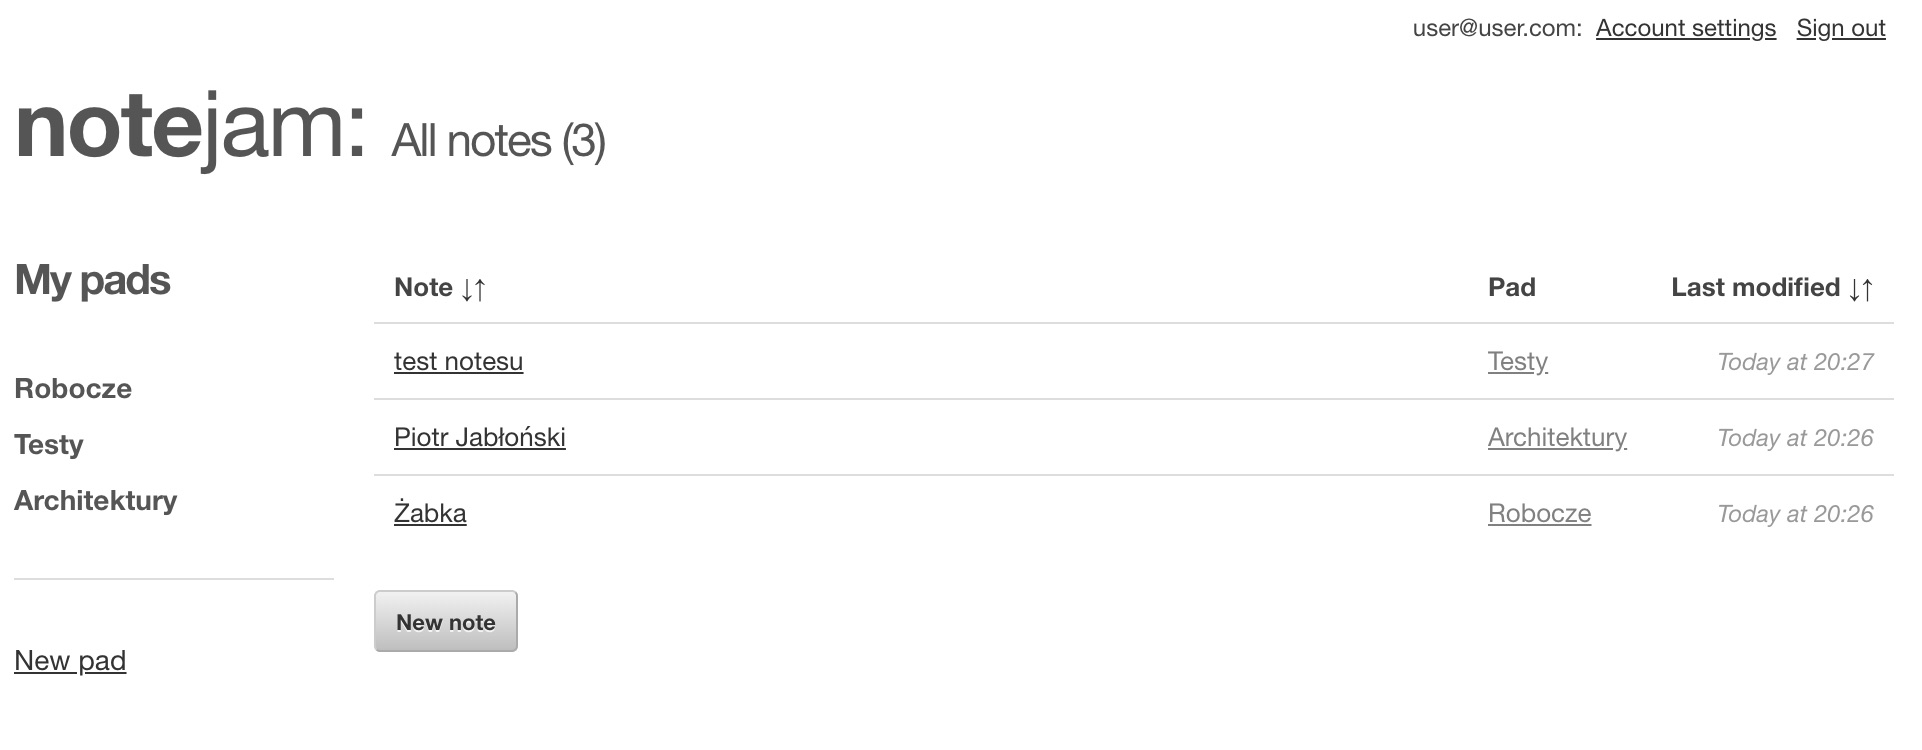 user@user.com: Account settings Sign out
notejam: All notes (3)
My pads
Robocze
Testy
Architektury
New pad
Note ↓↑ Pad Last modified ↓↑
test notesu Testy Today at 20:27
Piotr Jabłoński Architektury Today at 20:26
Żabka Robocze Today at 20:26
New note